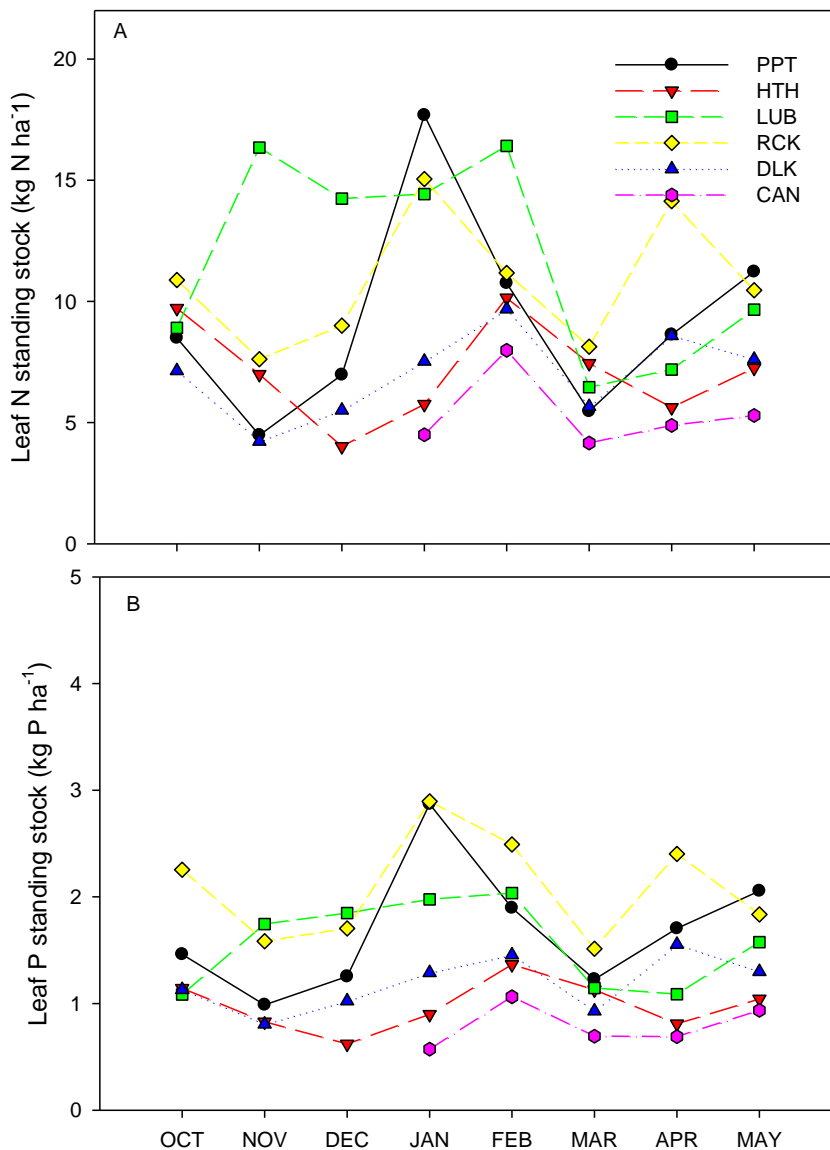 A
Leaf N standing stock (kg N ha-1)
20
15
10
5
0
PPT
HTH
LUB
RCK
DLK
CAN
B
Leaf P standing stock (kg P ha-1)
5
4
3
2
1
0
OCT NOV DEC JAN FEB MAR APR MAY